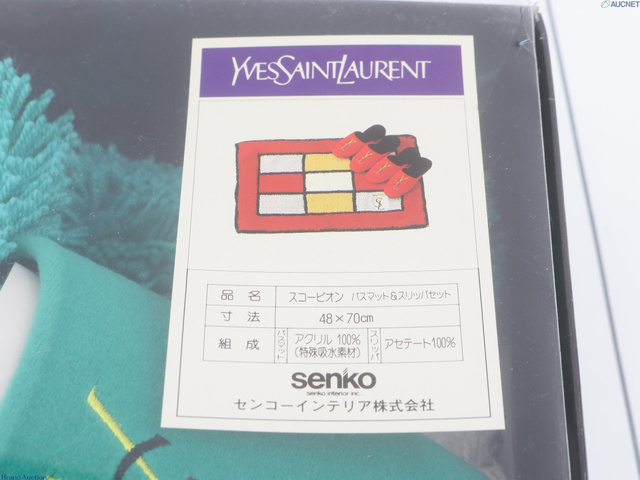 AUCNET
YVESSAINTLAURENT
品名 スコーピオン バスマット&スリッパセット
寸法 48×70cm
組成 バスマット アクリル 100% スリッパ アセテート100%
(特殊吸水素材)
senko
senko interior inc.
センコーインテリア株式会社
Brand Auction